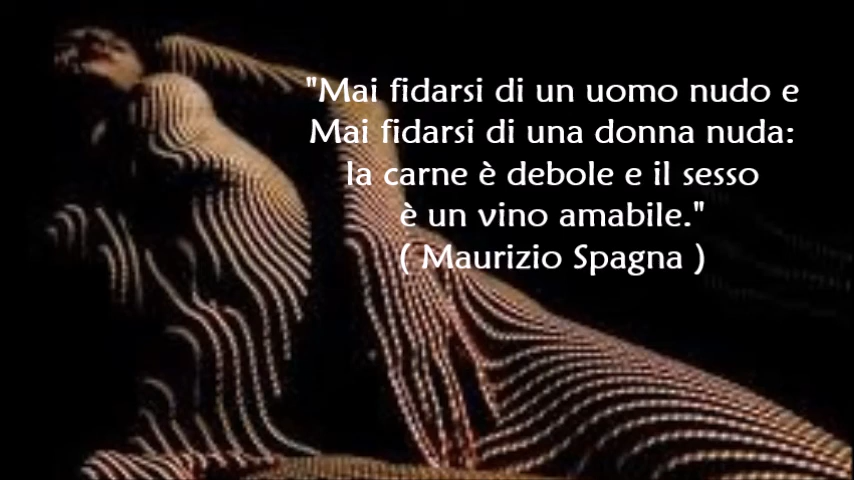 "Mai fidarsi di un uomo nudo e
Mai fidarsi di una donna nuda:
la carne è debole e il sesso
è un vino amabile."
( Maurizio Spagna )